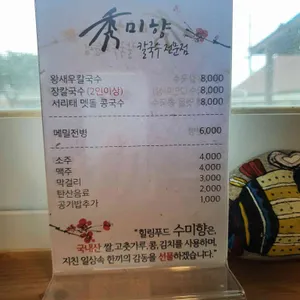 秀미향
칼국수 전문점
왕새우칼국수 8,000
장칼국수 (2인이상) 8,000
서리태 맷돌 콩국수 8,000
메밀전병 6,000
소주 4,000
맥주 4,000
막걸리 3,000
탄산음료 2,000
공기밥추가 1,000
"힐링푸드 수미향은,
국내산 쌀,고춧가루,콩,김치를 사용하며,
지친 일상속 한끼의 감동을 선물하겠습니다."